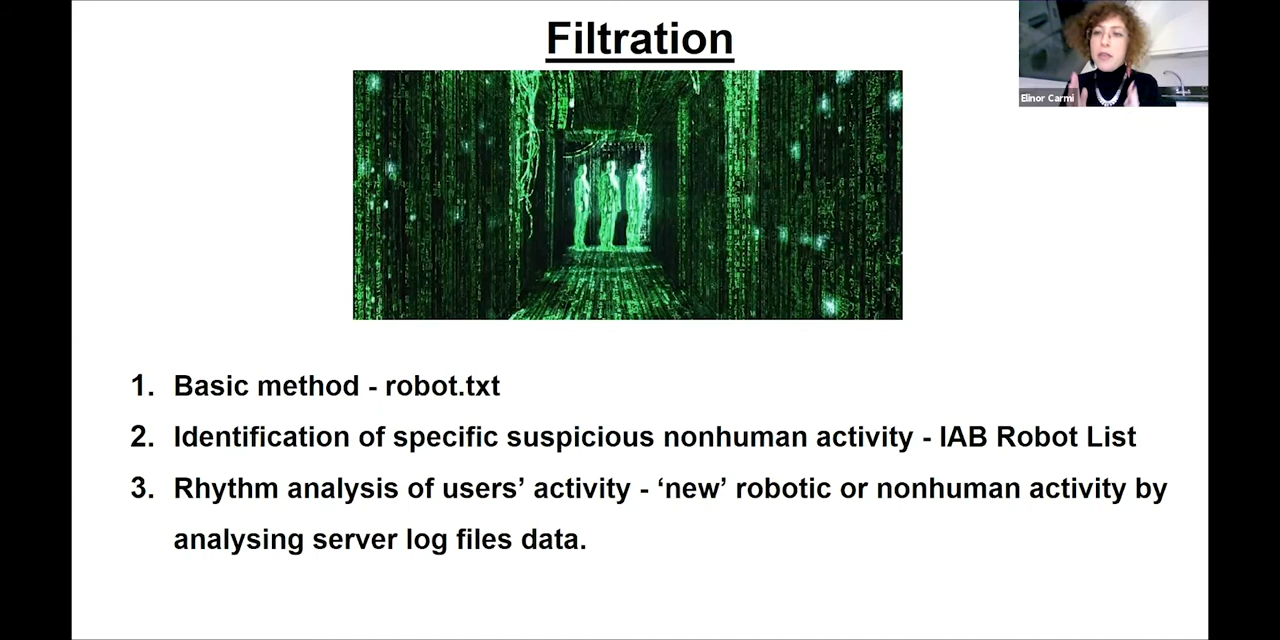 Filtration
Elinor Carmi
1. Basic method - robot.txt
2. Identification of specific suspicious nonhuman activity - IAB Robot List
3. Rhythm analysis of users’ activity - ‘new’ robotic or nonhuman activity by
analysing server log files data.